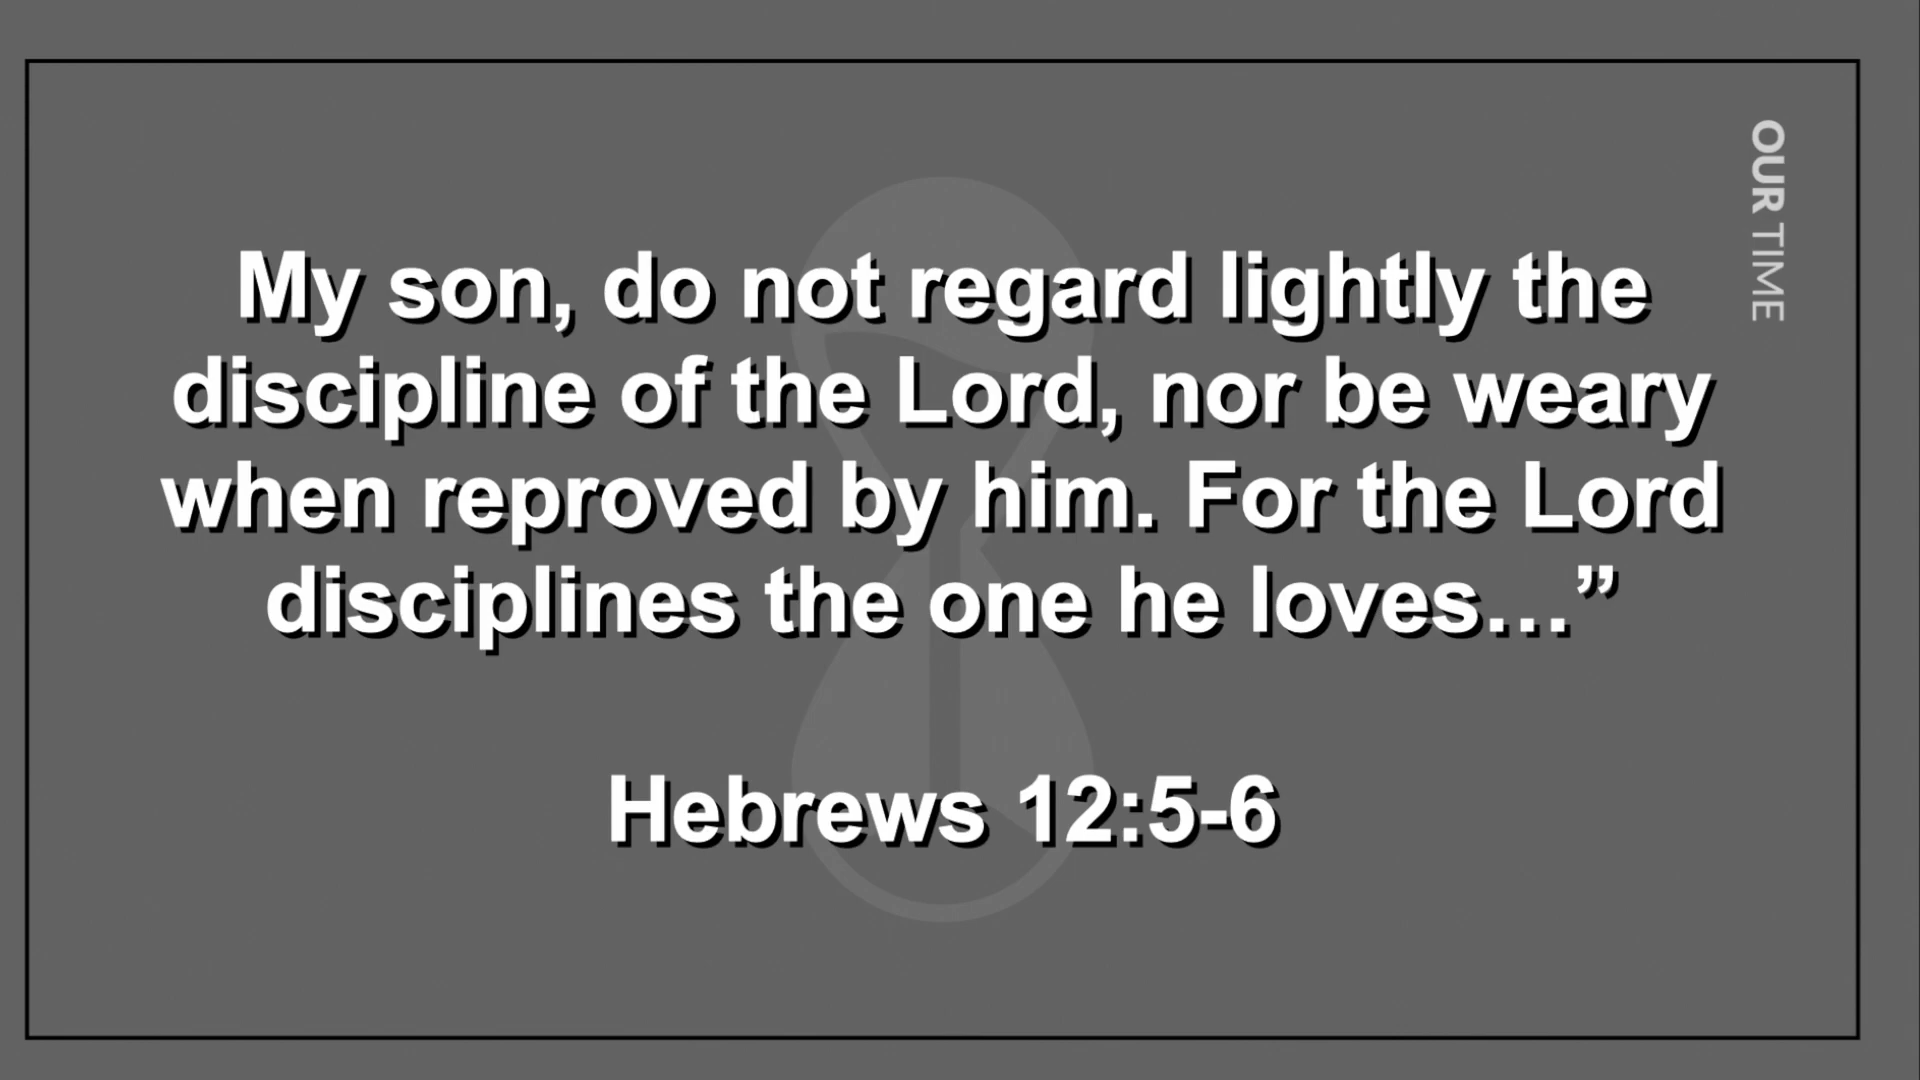 My son, do not regard lightly the
discipline of the Lord, nor be weary
when reproved by him. For the Lord
disciplines the one he loves…”
Hebrews 12:5-6
OUR TIME